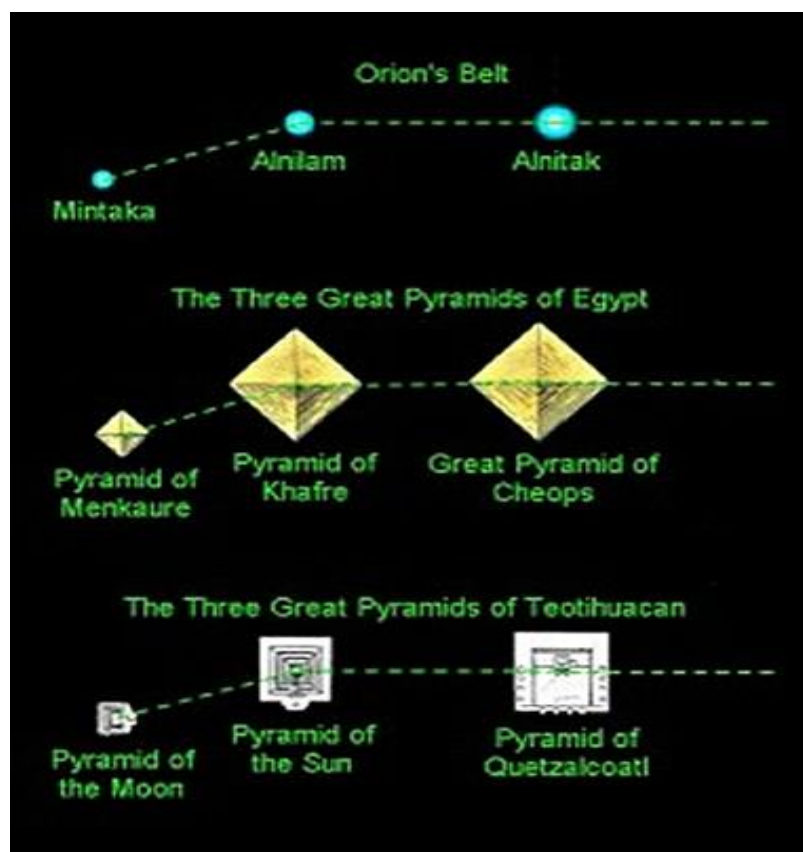 Orion's Belt
Alnilam
Alnitak
Mintaka
The Three Great Pyramids of Egypt
Pyramid of
Menkaure
Pyramid of
Khafre
Great Pyramid of
Cheops
The Three Great Pyramids of Teotihuacan
Pyramid of
the Moon
Pyramid of
the Sun
Pyramid of
Quetzalcoatl